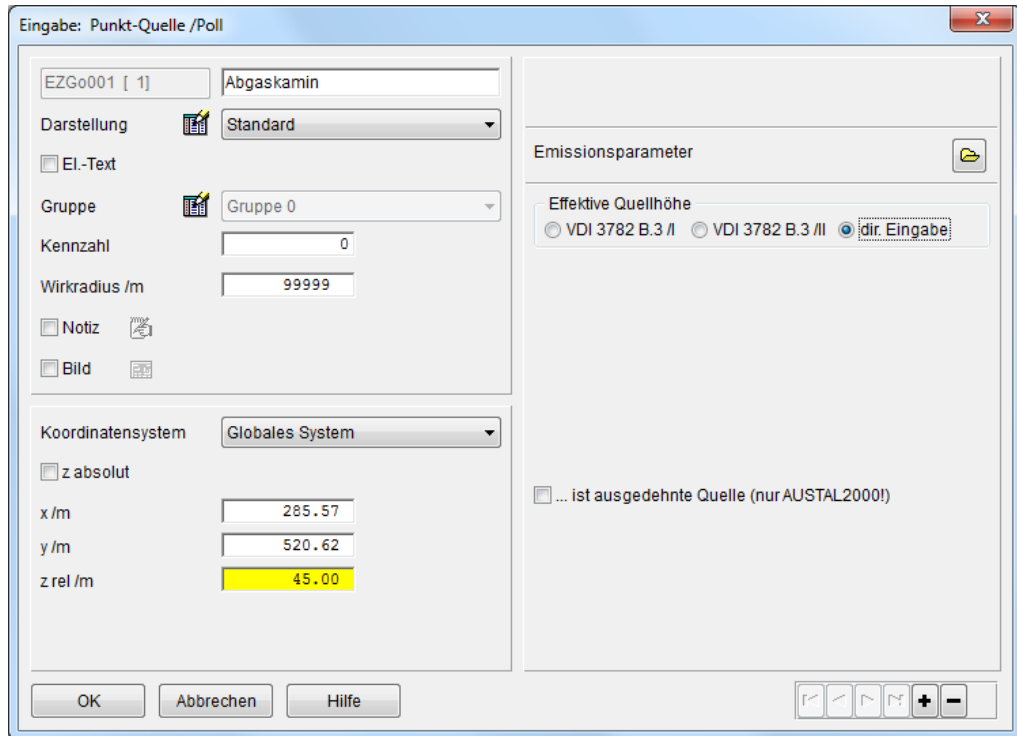 Eingabe: Punkt-Quelle /Poll
EZGo001 [ 1]
Abgaskamin
Darstellung
Standard
El.-Text
Gruppe
Gruppe 0
Kennzahl
0
Wirkradius /m
99999
Notiz
Bild
Koordinatensystem
Globales System
z absolut
x /m
285.57
y /m
520.62
z rel /m
45.00
Emissionsparameter
Effektive Quellhöhe
VDI 3782 B.3 /I VDI 3782 B.3 /II dir. Eingabe
... ist ausgedehnte Quelle (nur AUSTAL2000!)
OK Abbrechen Hilfe